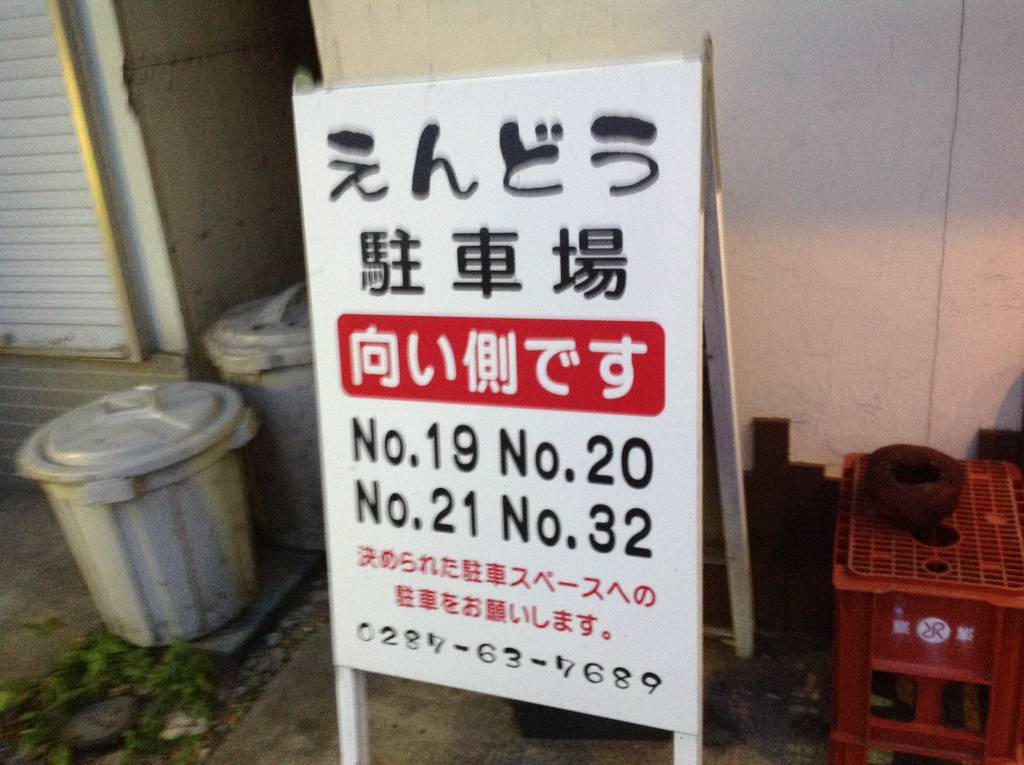 えんどう
駐車場
向い側です
No.19 No.20
No.21 No.32
決められた駐車スペースへの
駐車をお願いします。
0287-63-7689